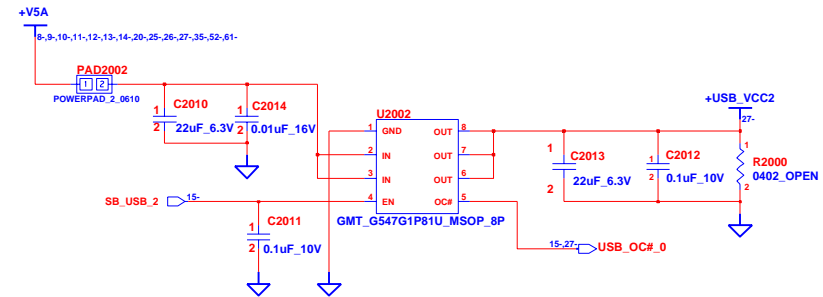 +V5A
8-,9-,10-,11-,12-,13-,14-,20-,25-,26-,27-,35-,52-,61-
PAD2002
1 2
POWERPAD_2_0610
1 C2010
2 22uF_6.3V
1 C2014
2 0.01uF_16V
U2002
1 GND OUT 8
2 IN OUT 7
3 IN OUT 6
4 EN OC# 5
GMT_G547G1P81U_MSOP_8P
SB_USB_2 15-
1 C2011
2 0.1uF_10V
+USB_VCC2
27-
1 C2013
2 22uF_6.3V
1 C2012
2 0.1uF_10V
1 R2000
0402_OPEN
2
15-,27- USB_OC#_0